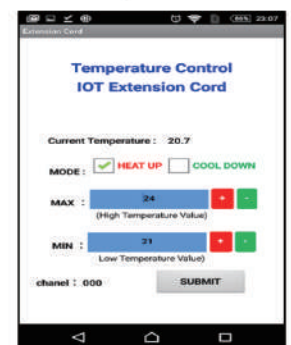 86% 23:07
Extension Cord
Temperature Control
IOT Extension Cord
Current Temperature : 20.7
MODE : HEAT UP COOL DOWN
MAX : 24 + -
(High Temperature Value)
MIN : 21 + -
Low Temperature Value)
chanel : 000 SUBMIT